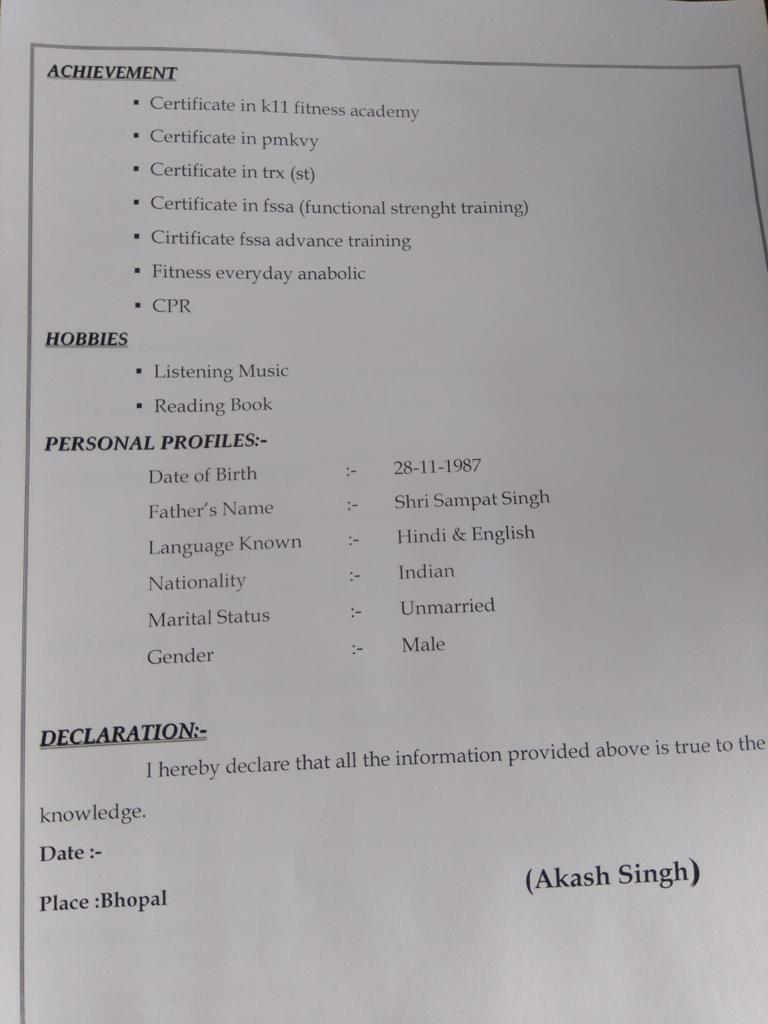 ACHIEVEMENT
▪ Certificate in k11 fitness academy
▪ Certificate in pmkvy
▪ Certificate in trx (st)
▪ Certificate in fssa (functional strenght training)
▪ Cirtificate fssa advance training
▪ Fitness everyday anabolic
▪ CPR
HOBBIES
▪ Listening Music
▪ Reading Book
PERSONAL PROFILES:-
Date of Birth :- 28-11-1987
Father's Name :- Shri Sampat Singh
Language Known :- Hindi & English
Nationality :- Indian
Marital Status :- Unmarried
Gender :- Male
DECLARATION:-
I hereby declare that all the information provided above is true to the
knowledge.
Date :-
Place :Bhopal
(Akash Singh)